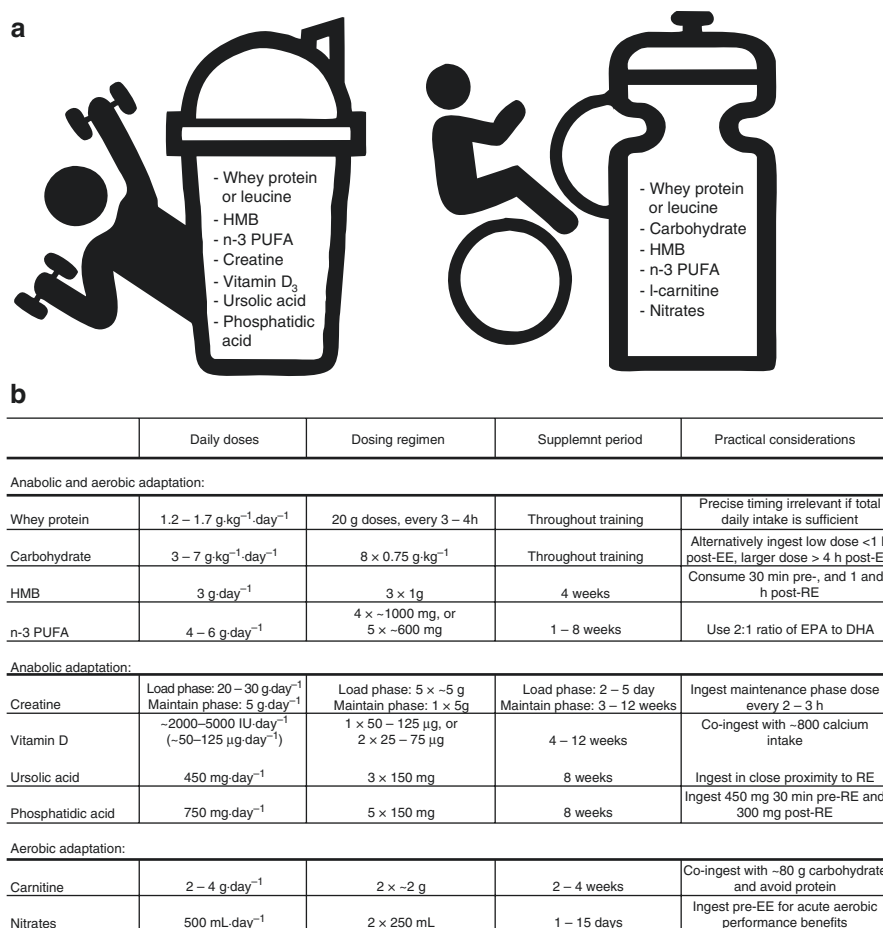 a
- Whey protein
or leucine
- HMB
- n-3 PUFA
- Creatine
- Vitamin D3
- Ursolic acid
- Phosphatidic
acid
- Whey protein
or leucine
- Carbohydrate
- HMB
- n-3 PUFA
- l-carnitine
- Nitrates
b
Daily doses Dosing regimen Supplemnt period Practical considerations
Anabolic and aerobic adaptation:
Whey protein 1.2 – 1.7 g·kg–1·day–1 20 g doses, every 3 – 4h Throughout training Precise timing irrelevant if total
daily intake is sufficient
Carbohydrate 3 – 7 g·kg–1·day–1 8 × 0.75 g·kg–1 Throughout training Alternatively ingest low dose <1
post-EE, larger dose > 4 h
HMB 3 g·day–1 3 × 1g 4 weeks Consume 30 min pre-, and 1 and
h post-RE
n-3 PUFA 4 – 6 g·day–1 4 × ~1000 mg, or
5 × ~600 mg 1 – 8 weeks Use 2:1 ratio of EPA to DHA
Anabolic adaptation:
Creatine Load phase: 20 – 30 g·day–1
Maintain phase: 5 g·day–1 Load phase: 5 × ~5 g
Maintain phase: 1 × 5g Load phase: 2 – 5 day
Maintain phase: 3 – 12 weeks Ingest maintenance phase dose
every 2 – 3 h
Vitamin D ~2000–5000 IU·day–1
(~50–125 µg·day–1) 1 × 50 – 125 µg, or
2 × 25 – 75 µg 4 – 12 weeks Co-ingest with ~800 calcium
intake
Ursolic acid 450 mg·day–1 3 × 150 mg 8 weeks Ingest in close proximity to RE
Phosphatidic acid 750 mg·day–1 5 × 150 mg 8 weeks Ingest 450 mg 30 min pre-RE and
300 mg post-RE
Aerobic adaptation:
Carnitine 2 – 4 g·day–1 2 × ~2 g 2 – 4 weeks Co-ingest with ~80 g carbohydrate
and avoid protein
Nitrates 500 mL·day–1 2 × 250 mL 1 – 15 days Ingest pre-EE for acute aerobic
performance benefits